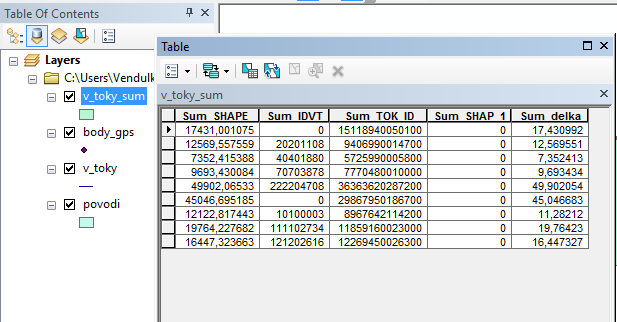 Table Of Contents
Layers
C:\Users\Vendulk
v_toky_sum
body_gps
v_toky
povodi
Table
v_toky_sum
Sum_SHAPE_ Sum_IDVT Sum_TOK_ID Sum_SHAP_1 Sum_delka
17431,001075 0 15118940050100 0 17,430992
12569,557559 20201108 9406990014700 0 12,569551
7352,415388 40401880 5725990005800 0 7,352413
9693,430084 70703878 7770480010000 0 9,693434
49902,06533 222204708 36363620287200 0 49,902054
45046,695185 0 29867950186700 0 45,046683
12122,817443 10100003 8967642114200 0 11,28212
19764,227682 111102734 11859160023000 0 19,76423
16447,323663 121202616 12269450026300 0 16,447327